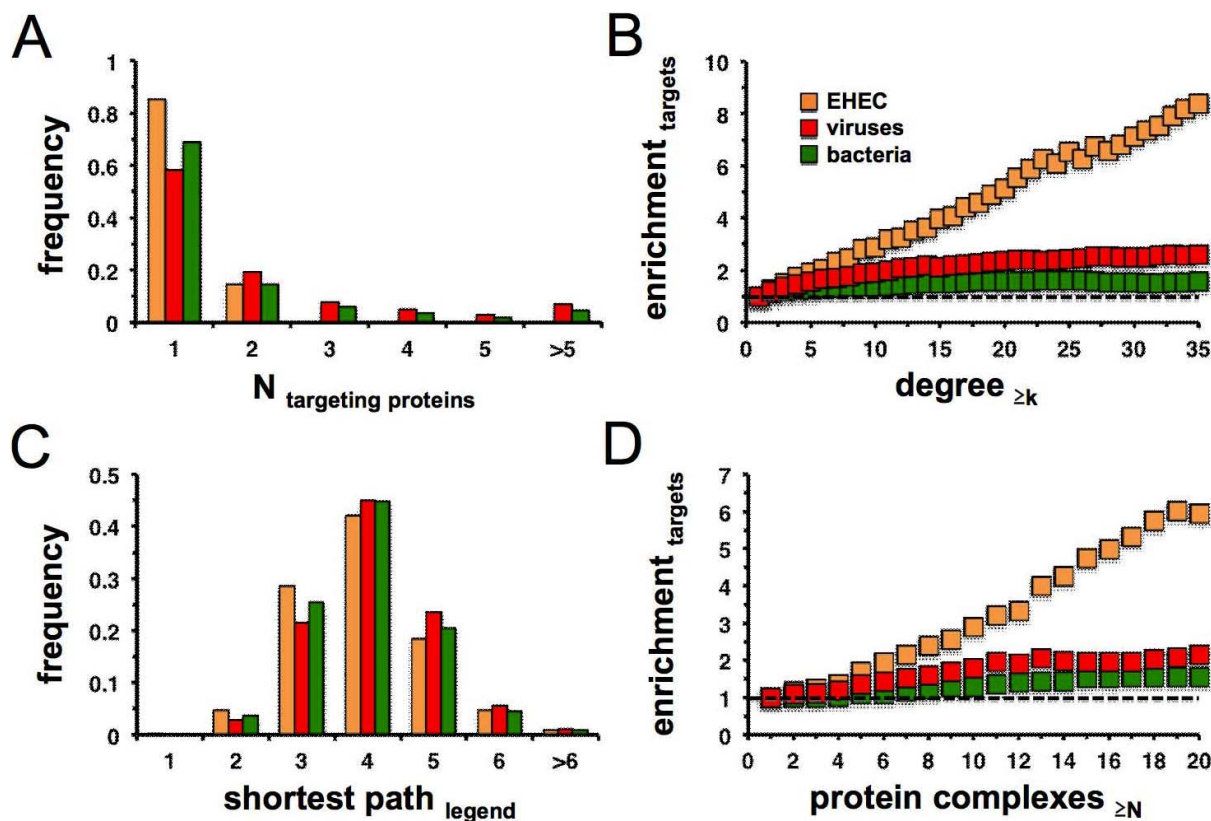 A
frequency
1
0.8
0.6
0.4
0.2
0
1 2 3 4 5 >5
N targeting proteins
B
enrichment targets
10
8
6
4
2
0
EHEC
viruses
bacteria
0 5 10 15 20 25 30 35
degree ≥k
C
frequency
0.5
0.4
0.3
0.2
0.1
0
1 2 3 4 5 6 >6
shortest path legend
D
enrichment targets
7
6
5
4
3
2
1
0
0 2 4 6 8 10 12 14 16 18 20
protein complexes ≥N